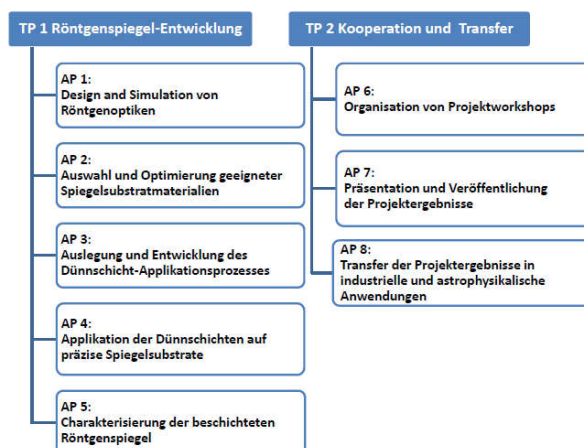 TP 1 Röntgenspiegel-Entwicklung
AP 1:
Design and Simulation von
Röntgenoptiken
AP 2:
Auswahl und Optimierung geeigneter
Spiegelsubstratmaterialien
AP 3:
Auslegung und Entwicklung des
Dünnschicht-Applikationsprozesses
AP 4:
Applikation der Dünnschichten auf
präzise Spiegelsubstrate
AP 5:
Charakterisierung der beschichteten
Röntgenspiegel
TP 2 Kooperation und Transfer
AP 6:
Organisation von Projektworkshops
AP 7:
Präsentation und Veröffentlichung
der Projektergebnisse
AP 8:
Transfer der Projektergebnisse in
industrielle und astrophysikalische
Anwendungen